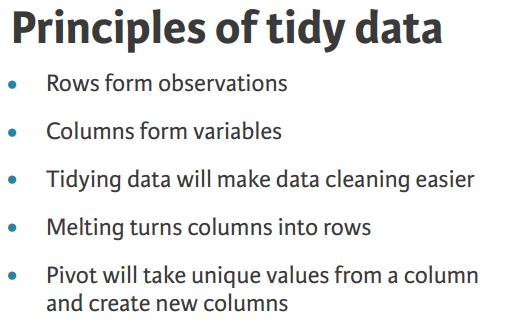 Principles of tidy data
• Rows form observations
• Columns form variables
• Tidying data will make data cleaning easier
• Melting turns columns into rows
• Pivot will take unique values from a column
and create new columns